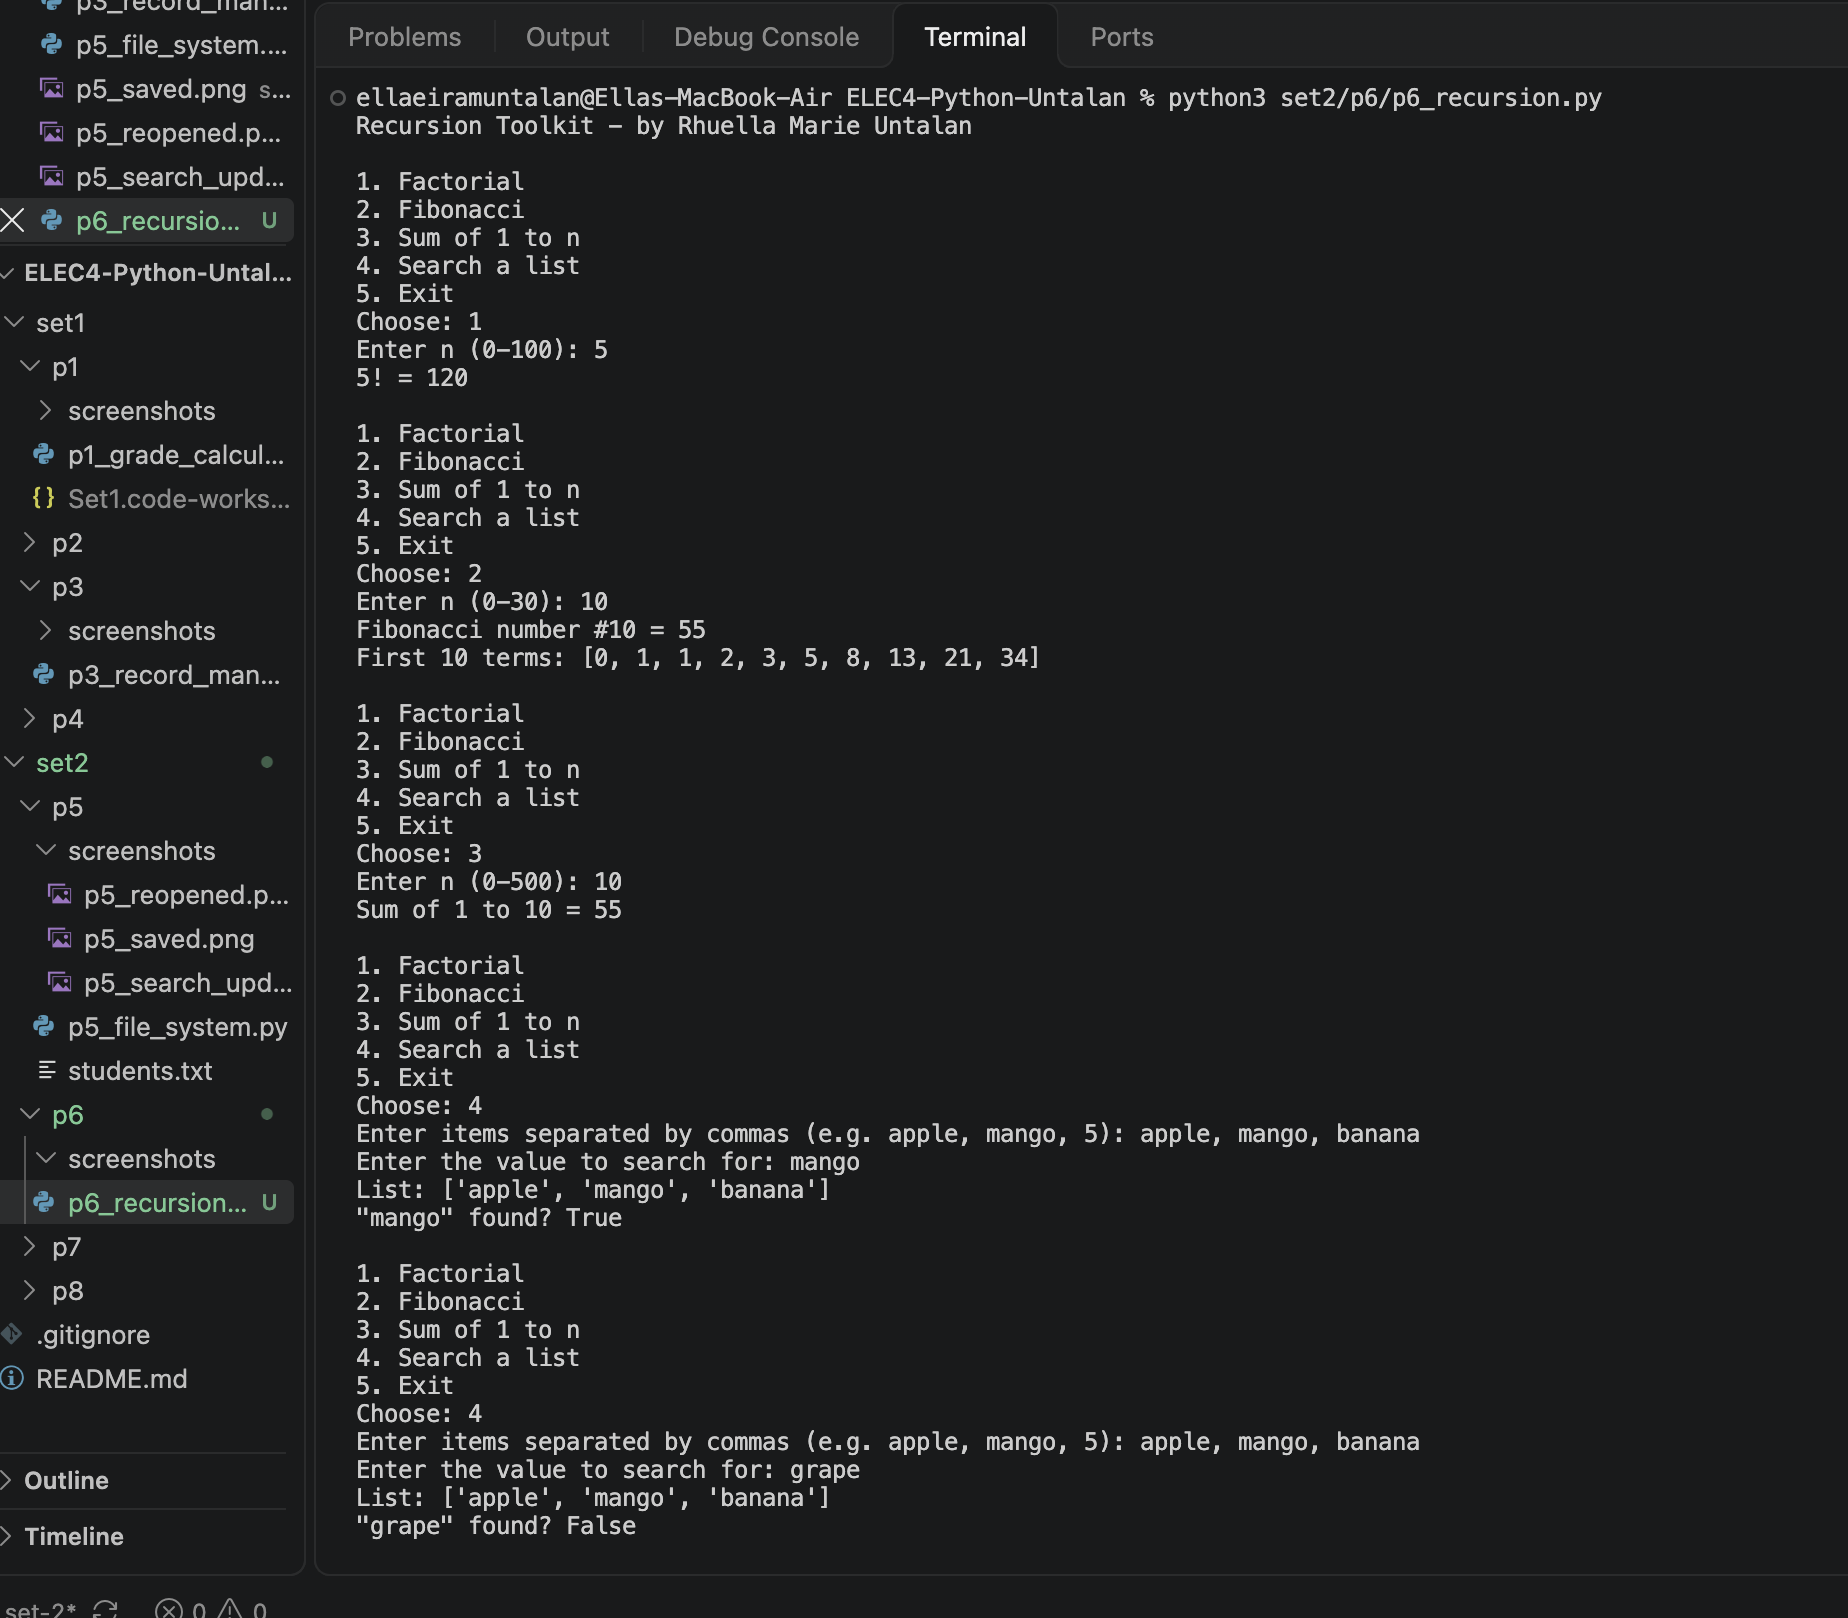 p3_record_man...
p5_file_system....
p5_saved.png s...
p5_reopened.p...
p5_search_upd...
p6_recursio... U
ELEC4-Python-Untal...
set1
p1
screenshots
p1_grade_calcul...
{} Set1.code-works...
p2
p3
screenshots
p3_record_man...
p4
set2
p5
screenshots
p5_reopened.p...
p5_saved.png
p5_search_upd...
p5_file_system.py
students.txt
p6
screenshots
p6_recursion... U
p7
p8
.gitignore
README.md
Outline
Timeline
set-2* 0 0
Problems Output Debug Console Terminal Ports
ellaeiramuntalan@Ellas-MacBook-Air ELEC4-Python-Untalan % python3 set2/p6/p6_recursion.py
Recursion Toolkit - by Rhuella Marie Untalan
1. Factorial
2. Fibonacci
3. Sum of 1 to n
4. Search a list
5. Exit
Choose: 1
Enter n (0-100): 5
5! = 120
1. Factorial
2. Fibonacci
3. Sum of 1 to n
4. Search a list
5. Exit
Choose: 2
Enter n (0-30): 10
Fibonacci number #10 = 55
First 10 terms: [0, 1, 1, 2, 3, 5, 8, 13, 21, 34]
1. Factorial
2. Fibonacci
3. Sum of 1 to n
4. Search a list
5. Exit
Choose: 3
Enter n (0-500): 10
Sum of 1 to 10 = 55
1. Factorial
2. Fibonacci
3. Sum of 1 to n
4. Search a list
5. Exit
Choose: 4
Enter items separated by commas (e.g. apple, mango, 5): apple, mango, banana
Enter the value to search for: mango
List: ['apple', 'mango', 'banana']
"mango" found? True
1. Factorial
2. Fibonacci
3. Sum of 1 to n
4. Search a list
5. Exit
Choose: 4
Enter items separated by commas (e.g. apple, mango, 5): apple, mango, banana
Enter the value to search for: grape
List: ['apple', 'mango', 'banana']
"grape" found? False